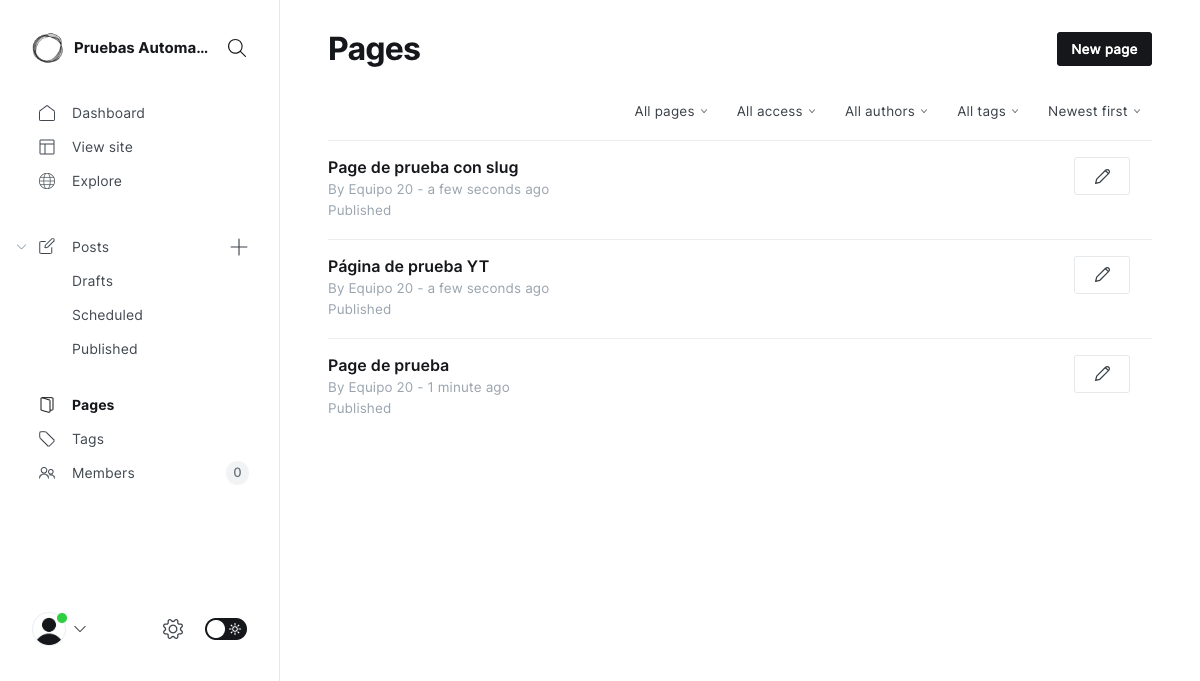 Pruebas Automa...
Dashboard
View site
Explore
Posts
Drafts
Scheduled
Published
Pages
Tags
Members
0
Pages
New page
All pages
All access
All authors
All tags
Newest first
Page de prueba con slug
By Equipo 20 - a few seconds ago
Published
Página de prueba YT
By Equipo 20 - a few seconds ago
Published
Page de prueba
By Equipo 20 - 1 minute ago
Published